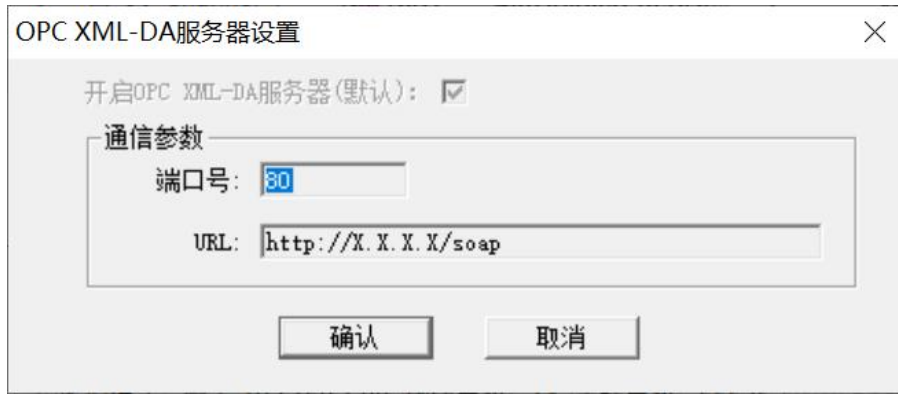 OPC XML-DA服务器设置
开启OPC XML-DA服务器(默认):
通信参数
端口号: 80
URL: http://X.X.X.X/soap
确认 取消